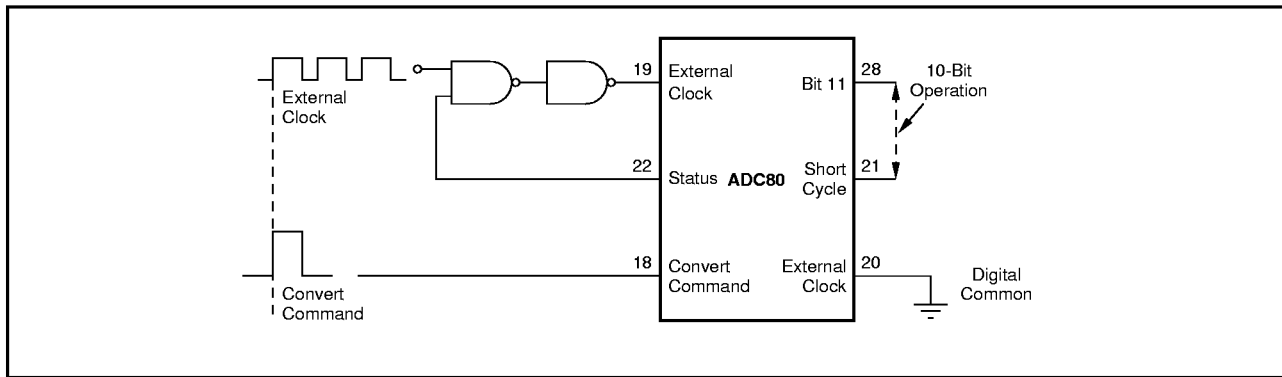 External
Clock
19
External
Clock
Bit 11
28
10-Bit
Operation
22
Status
ADC80
Short
Cycle
21
18
Convert
Command
External
Clock
20
Digital
Common
Convert
Command